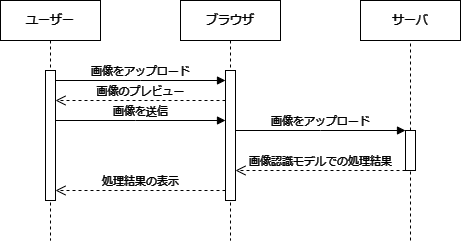 ユーザー
ブラウザ
サーバ
画像をアップロード
画像のプレビュー
画像を送信
画像をアップロード
画像認識モデルでの処理結果
処理結果の表示